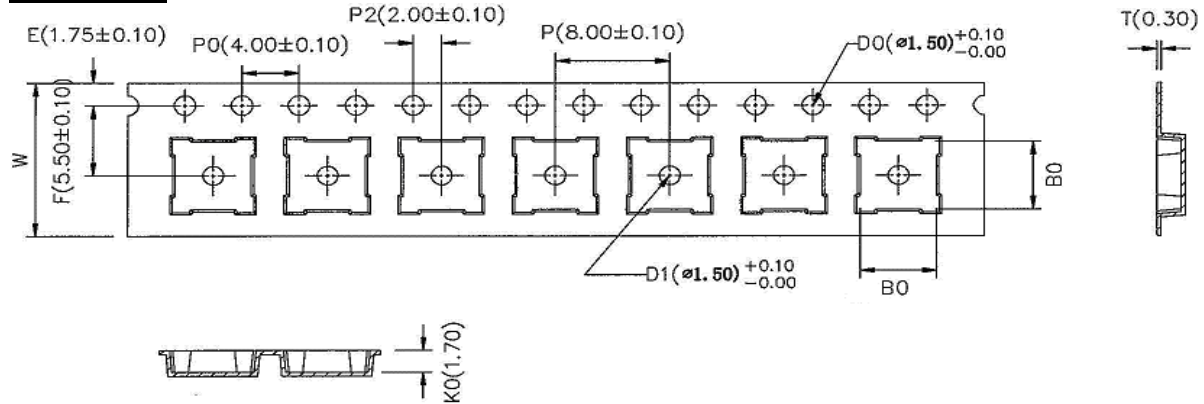 P2(2.00±0.10)
T(0.30)
E(1.75±0.10)
P0(4.00±0.10)
P(8.00±0.10)
D0(⌀1.50)+0.10
-0.00
W
F(5.50±0.10)
B0
D1(⌀1.50)+0.10
-0.00
B0
K0(1.70)